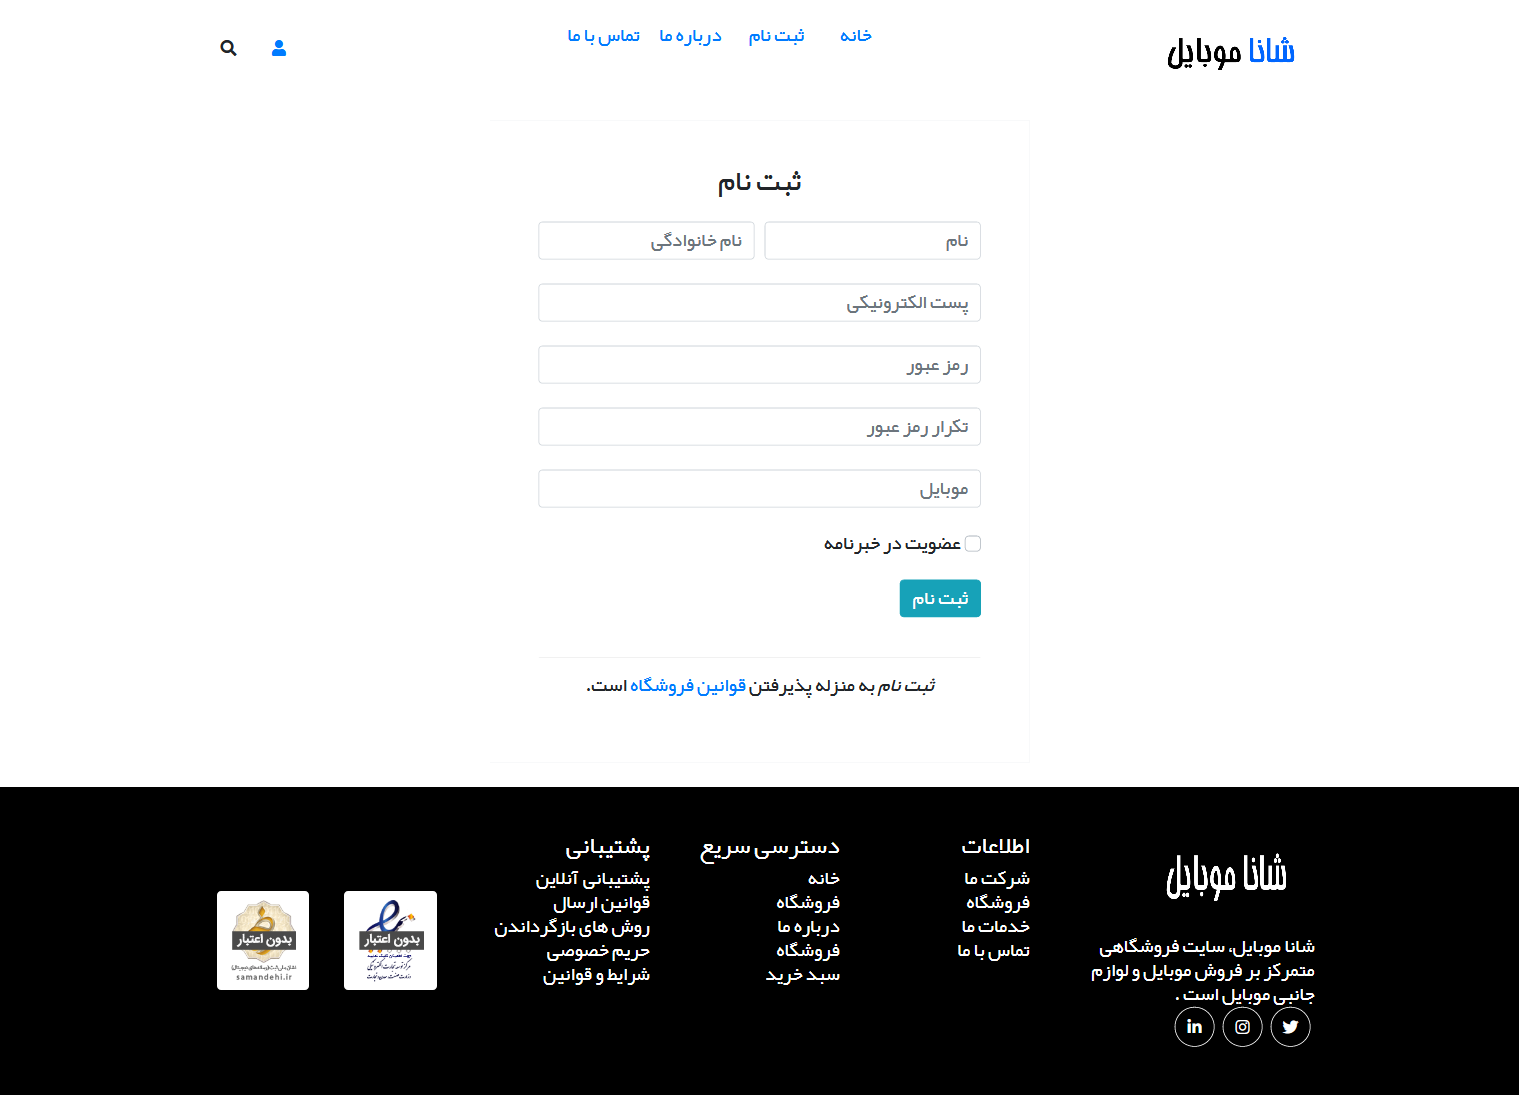 شانا موبایل
خانه
ثبت نام
درباره ما
تماس با ما
ثبت نام
نام
نام خانوادگی
پست الکترونیکی
رمز عبور
تکرار رمز عبور
موبایل
عضویت در خبرنامه
ثبت نام
ثبت نام به منزله پذیرفتن قوانین فروشگاه است.
شانا موبایل
شانا موبایل، سایت فروشگاهی
متمرکز بر فروش موبایل و لوازم
جانبی موبایل است .
اطلاعات
شرکت ما
فروشگاه
خدمات ما
تماس با ما
دسترسی سریع
خانه
فروشگاه
درباره ما
فروشگاه
سبد خرید
پشتیبانی
پشتیبانی آنلاین
قوانین ارسال
روش های بازگرداندن
حریم خصوصی
شرایط و قوانین
بدون اعتبار
بدون اعتبار
samandehi.ir